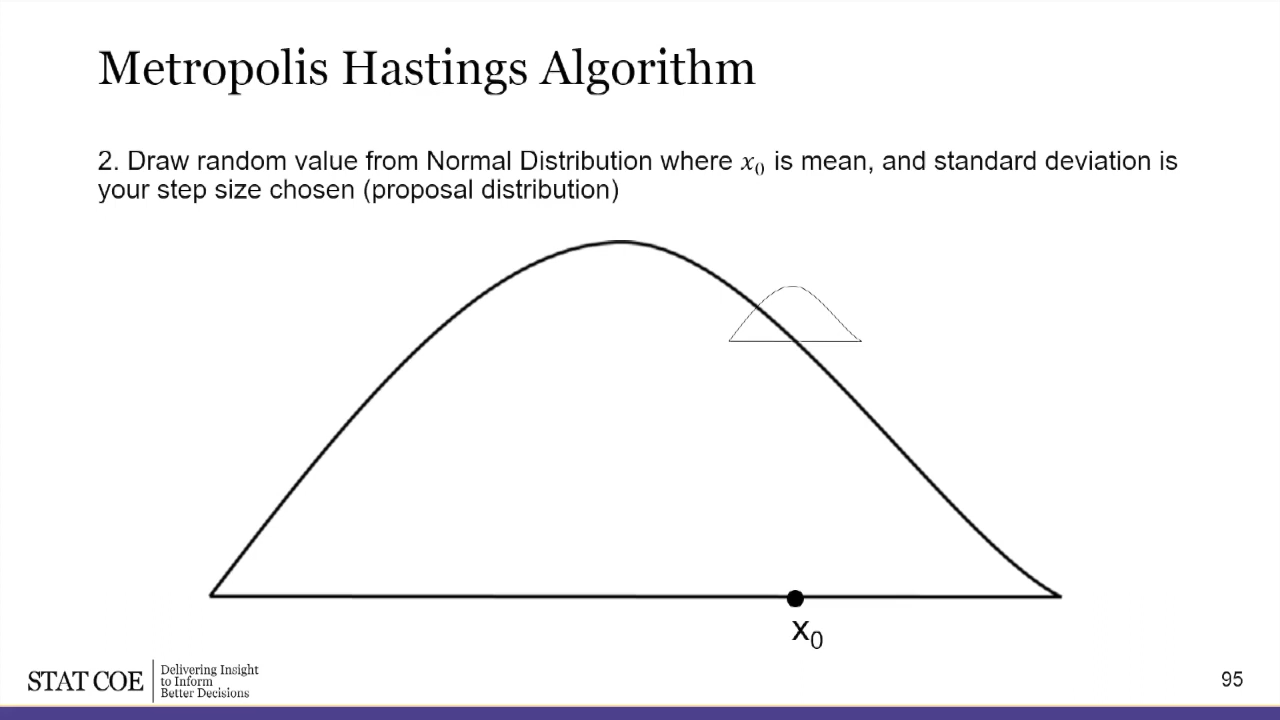 Metropolis Hastings Algorithm
2. Draw random value from Normal Distribution where x₀ is mean, and standard deviation is
your step size chosen (proposal distribution)
x₀
STAT COE
Delivering Insight
to Inform
Better Decisions
95